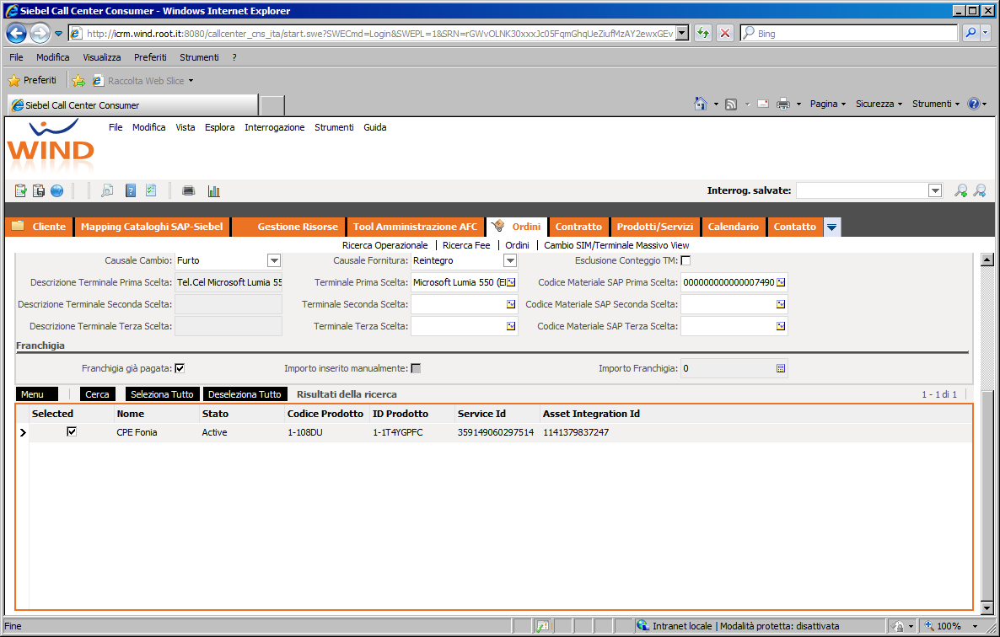 Siebel Call Center Consumer - Windows Internet Explorer
http://icrm.wind.root.it:8080/callcenter_cns_ita/start.swe?SWECmd=Login&SWEPL=1&SRN=rGWvOLNK30xxxJc05FqmGhqUeZiufMzAY2ewxGEv
Bing
File Modifica Visualizza Preferiti Strumenti ?
Preferiti Raccolta Web Slice
Siebel Call Center Consumer
Pagina Sicurezza Strumenti
File Modifica Vista Esplora Interrogazione Strumenti Guida
WIND
Interrog. salvate:
Cliente Mapping Cataloghi SAP-Siebel Gestione Risorse Tool Amministrazione AFC Ordini Contratto Prodotti/Servizi Calendario Contatto
Ricerca Operazionale | Ricerca Fee | Ordini | Cambio SIM/Terminale Massivo View
Causale Cambio: Furto Causale Fornitura: Reintegro Esclusione Conteggio TM:
Descrizione Terminale Prima Scelta: Tel.Cel Microsoft Lumia 55 Terminale Prima Scelta: Microsoft Lumia 550 (El Codice Materiale SAP Prima Scelta: 000000000000007490
Descrizione Terminale Seconda Scelta: Terminale Seconda Scelta: Codice Materiale SAP Seconda Scelta:
Descrizione Terminale Terza Scelta: Terminale Terza Scelta: Codice Materiale SAP Terza Scelta:
Franchigia
Franchigia già pagata: Importo inserito manualmente: Importo Franchigia: 0
Menu Cerca Seleziona Tutto Deseleziona Tutto Risultati della ricerca 1 - 1 di 1
Selected Nome Stato Codice Prodotto ID Prodotto Service Id Asset Integration Id
CPE Fonia Active 1-108DU 1-1T4YGPFC 359149060297514 1141379837247
Fine Intranet locale | Modalità protetta: disattivata 100%